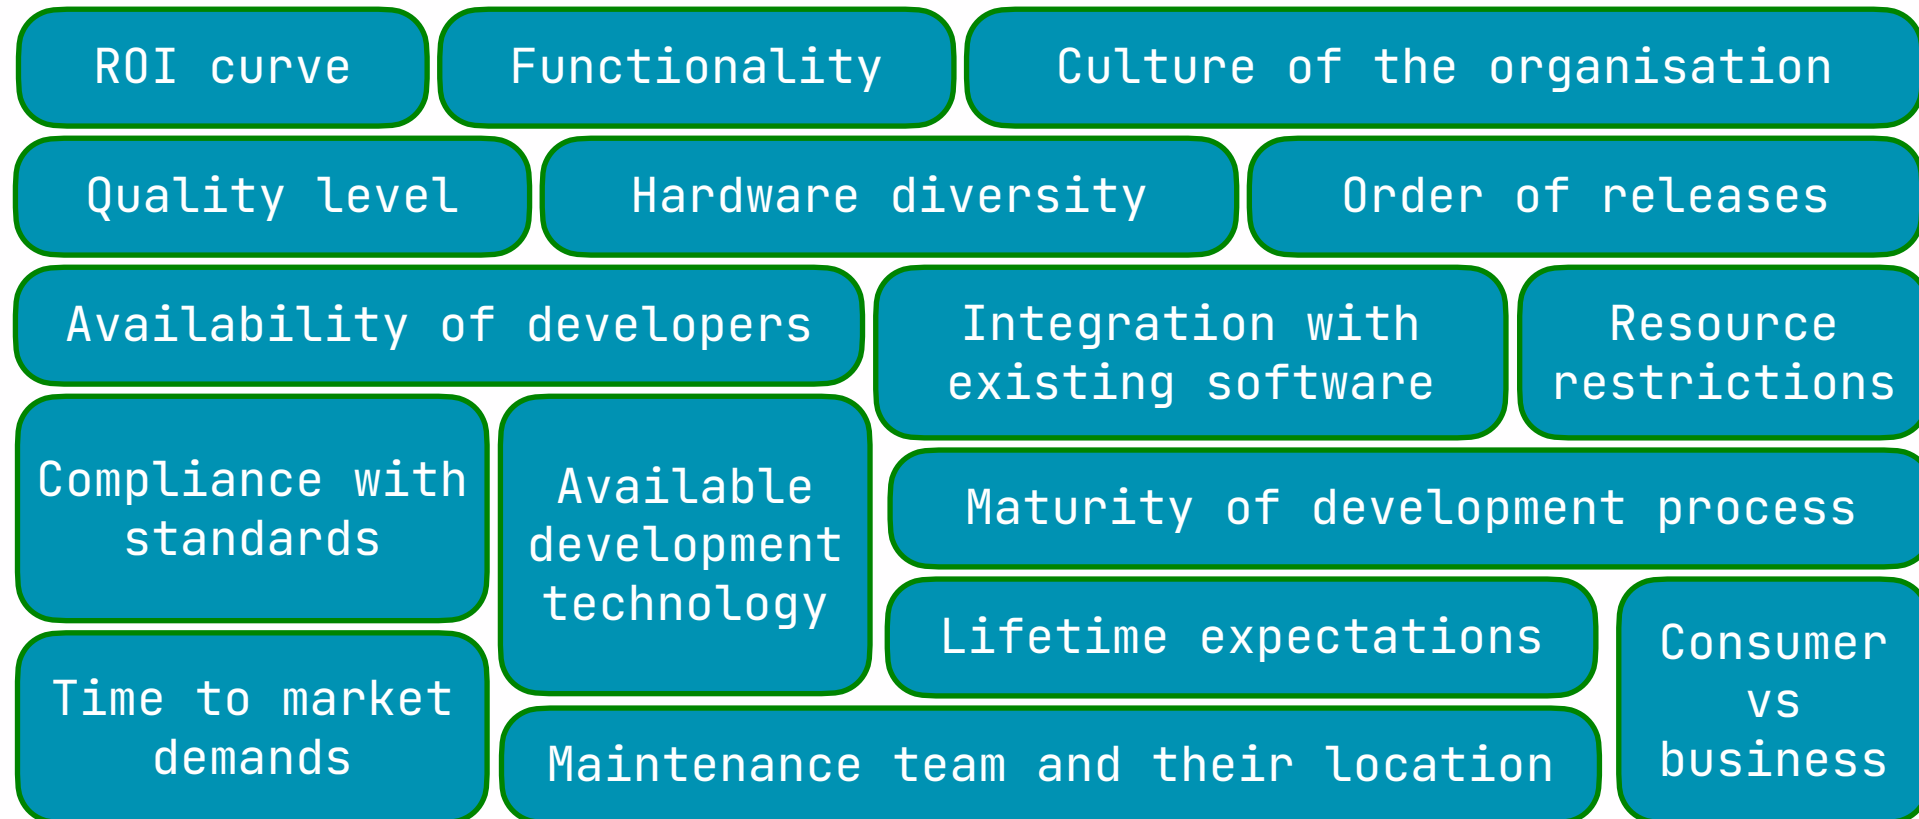 ROI curve
Functionality
Culture of the organisation
Quality level
Hardware diversity
Order of releases
Availability of developers
Integration with
existing software
Resource
restrictions
Compliance with
standards
Available
development
technology
Maturity of development process
Lifetime expectations
Consumer
vs
business
Time to market
demands
Maintenance team and their location